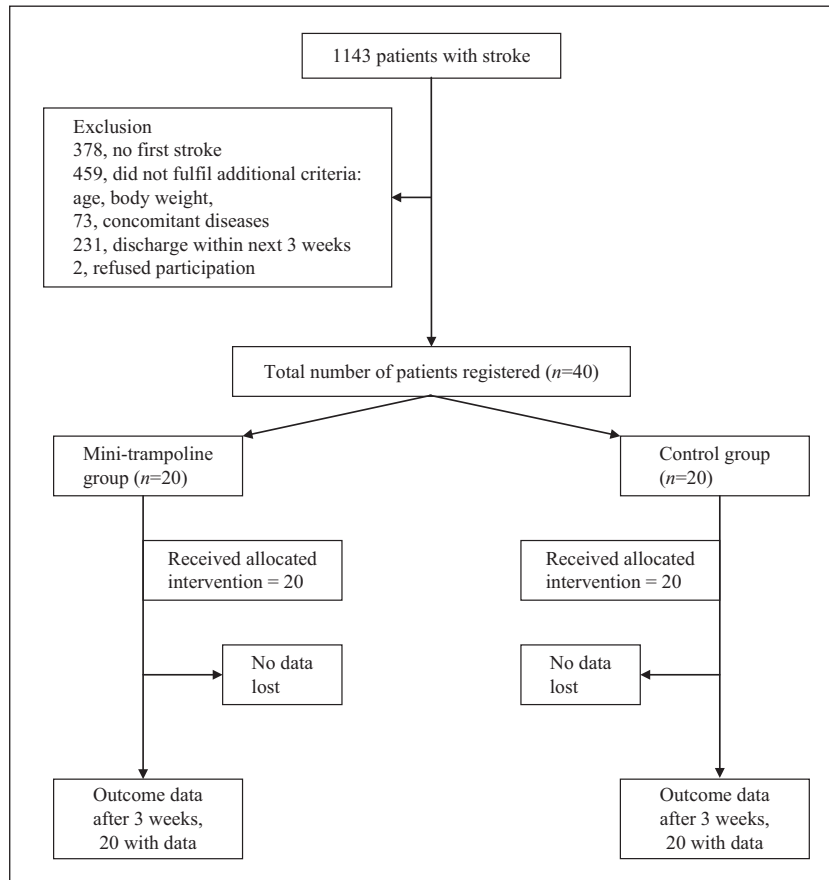 1143 patients with stroke
Exclusion
378, no first stroke
459, did not fulfil additional criteria:
age, body weight,
73, concomitant diseases
231, discharge within next 3 weeks
2, refused participation
Total number of patients registered (n=40)
Mini-trampoline
group (n=20)
Control group
(n=20)
Received allocated
intervention = 20
Received allocated
intervention = 20
No data
lost
No data
lost
Outcome data
after 3 weeks,
20 with data
Outcome data
after 3 weeks,
20 with data